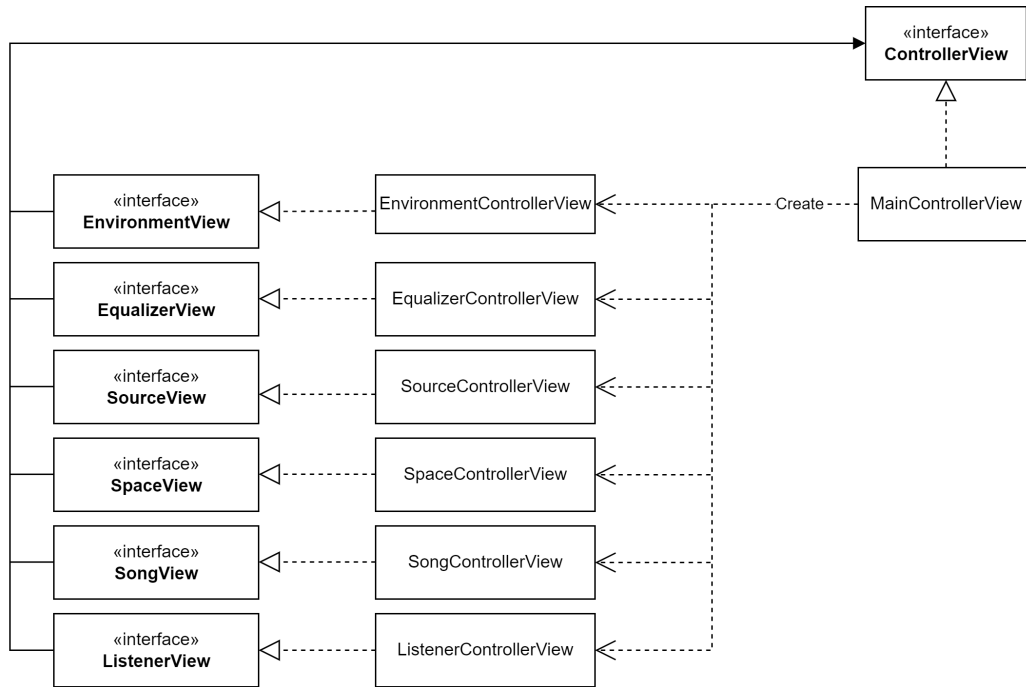 «interface»
ControllerView
«interface»
EnvironmentView
EnvironmentControllerView
Create
MainControllerView
«interface»
EqualizerView
EqualizerControllerView
«interface»
SourceView
SourceControllerView
«interface»
SpaceView
SpaceControllerView
«interface»
SongView
SongControllerView
«interface»
ListenerView
ListenerControllerView